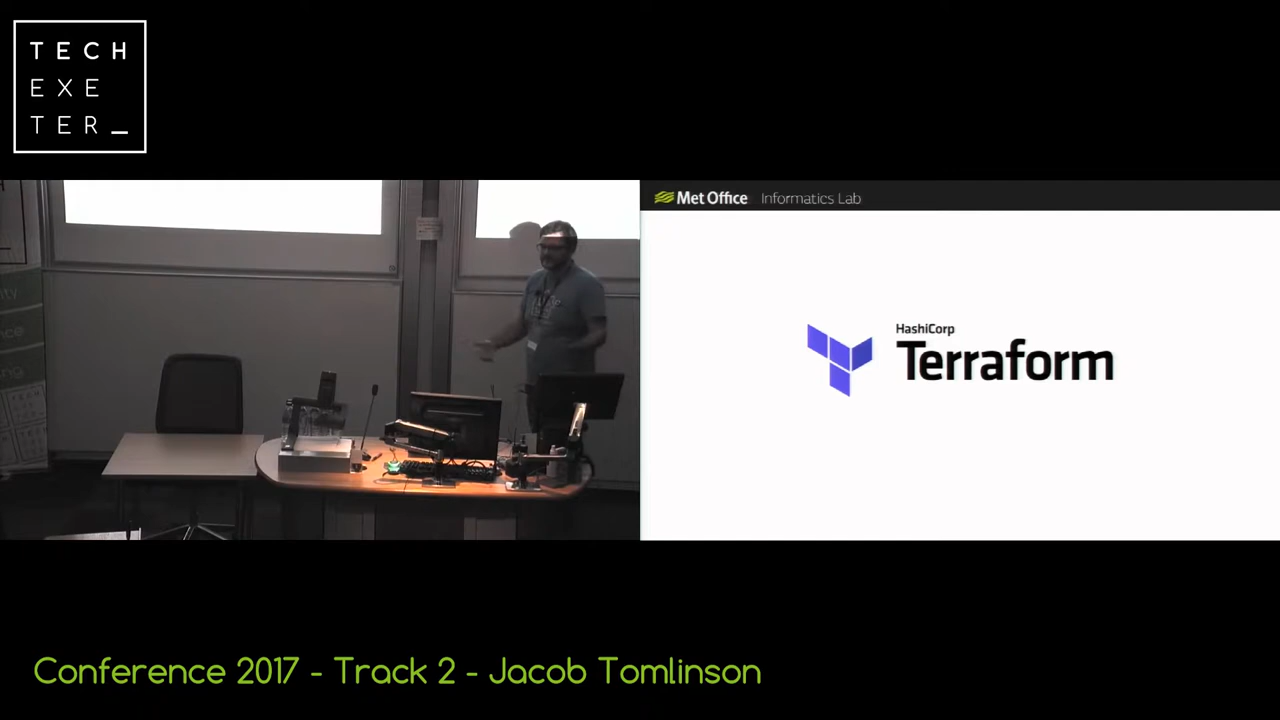 TECH
EXE
TER_
Met Office Informatics Lab
HashiCorp
Terraform
Conference 2017 - Track 2 - Jacob Tomlinson